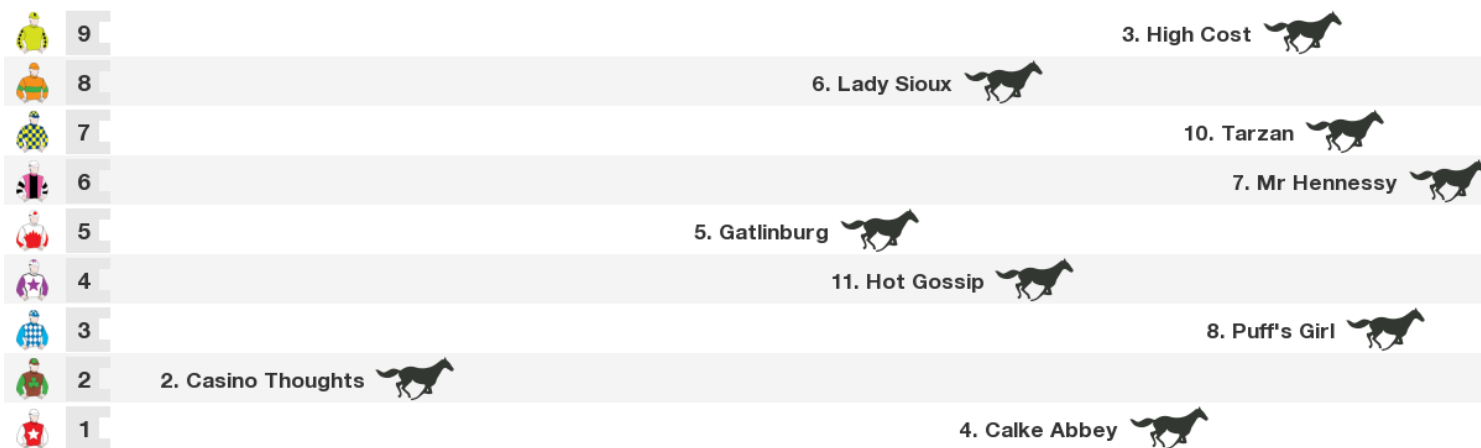 9 3. High Cost
8 6. Lady Sioux
7 10. Tarzan
6 7. Mr Hennessy
5 5. Gatlinburg
4 11. Hot Gossip
3 8. Puff's Girl
2 2. Casino Thoughts
1 4. Calke Abbey